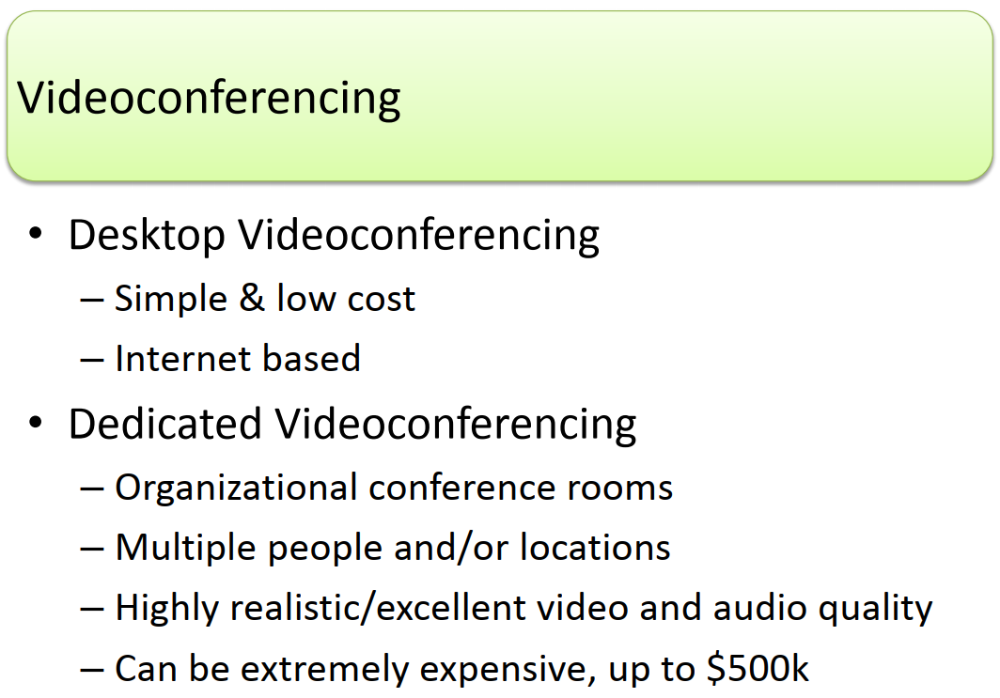 Videoconferencing
• Desktop Videoconferencing
– Simple & low cost
– Internet based
• Dedicated Videoconferencing
– Organizational conference rooms
– Multiple people and/or locations
– Highly realistic/excellent video and audio quality
– Can be extremely expensive, up to $500k